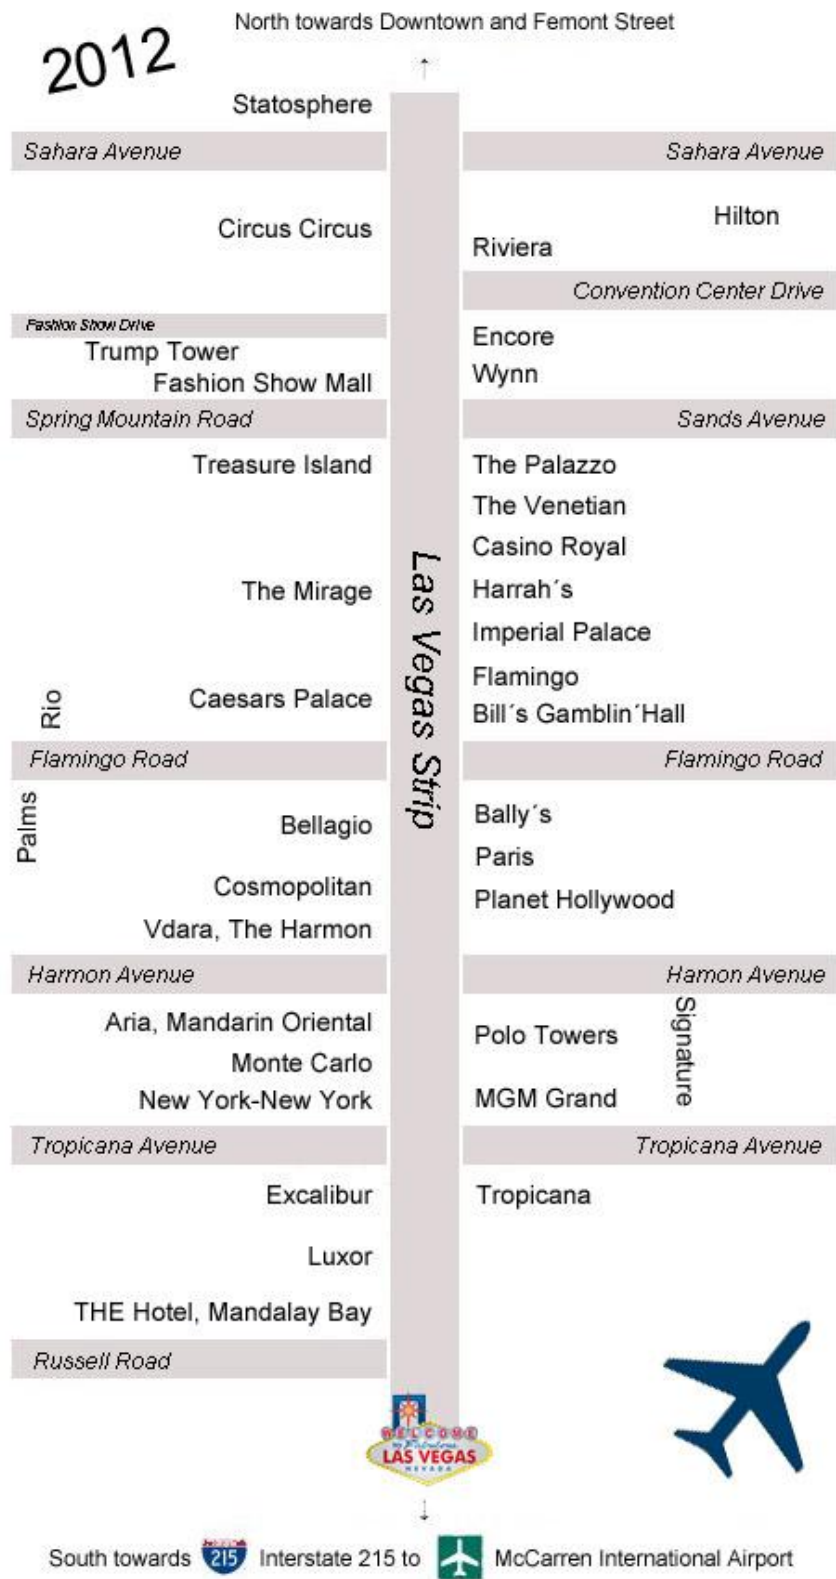 North towards Downtown and Femont Street
2012
Statosphere
Sahara Avenue
Sahara Avenue
Hilton
Circus Circus
Riviera
Convention Center Drive
Fashion Show Drive
Encore
Trump Tower
Wynn
Fashion Show Mall
Spring Mountain Road
Sands Avenue
Treasure Island
The Palazzo
The Venetian
Casino Royal
The Mirage
Harrah´s
Imperial Palace
Las Vegas Strip
Flamingo
Rio
Caesars Palace
Bill´s Gamblin´Hall
Flamingo Road
Flamingo Road
Palms
Bellagio
Bally´s
Paris
Cosmopolitan
Planet Hollywood
Vdara, The Harmon
Harmon Avenue
Hamon Avenue
Aria, Mandarin Oriental
Polo Towers
Signature
Monte Carlo
New York-New York
MGM Grand
Tropicana Avenue
Tropicana Avenue
Excalibur
Tropicana
Luxor
THE Hotel, Mandalay Bay
Russell Road
WELCOME
to Fabulous
LAS VEGAS
NEVADA
South towards 215 Interstate 215 to McCarren International Airport